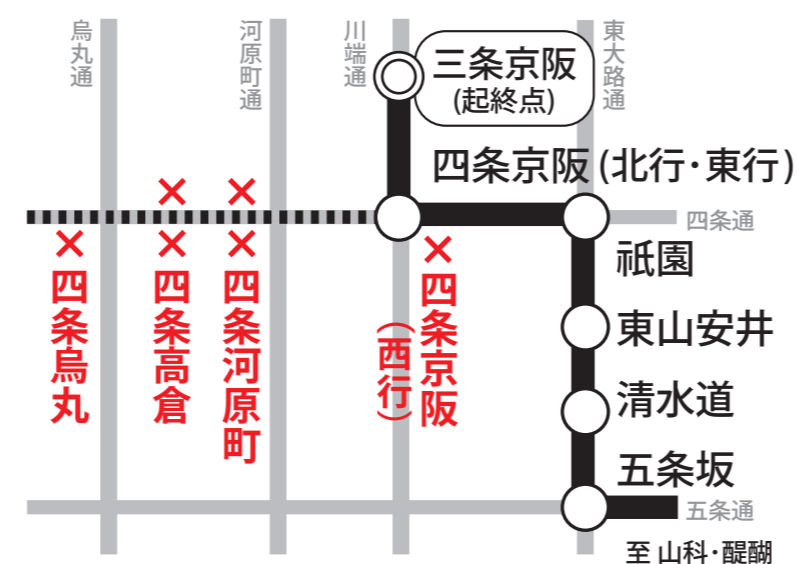 烏丸通
河原町通
川端通
東大路通
三条京阪
(起終点)
四条京阪(北行・東行)
四条通
×
×
×
×
×
×
四条烏丸
四条高倉
四条河原町
四条京阪
(西行)
祇園
東山安井
清水道
五条坂
五条通
至 山科・醍醐